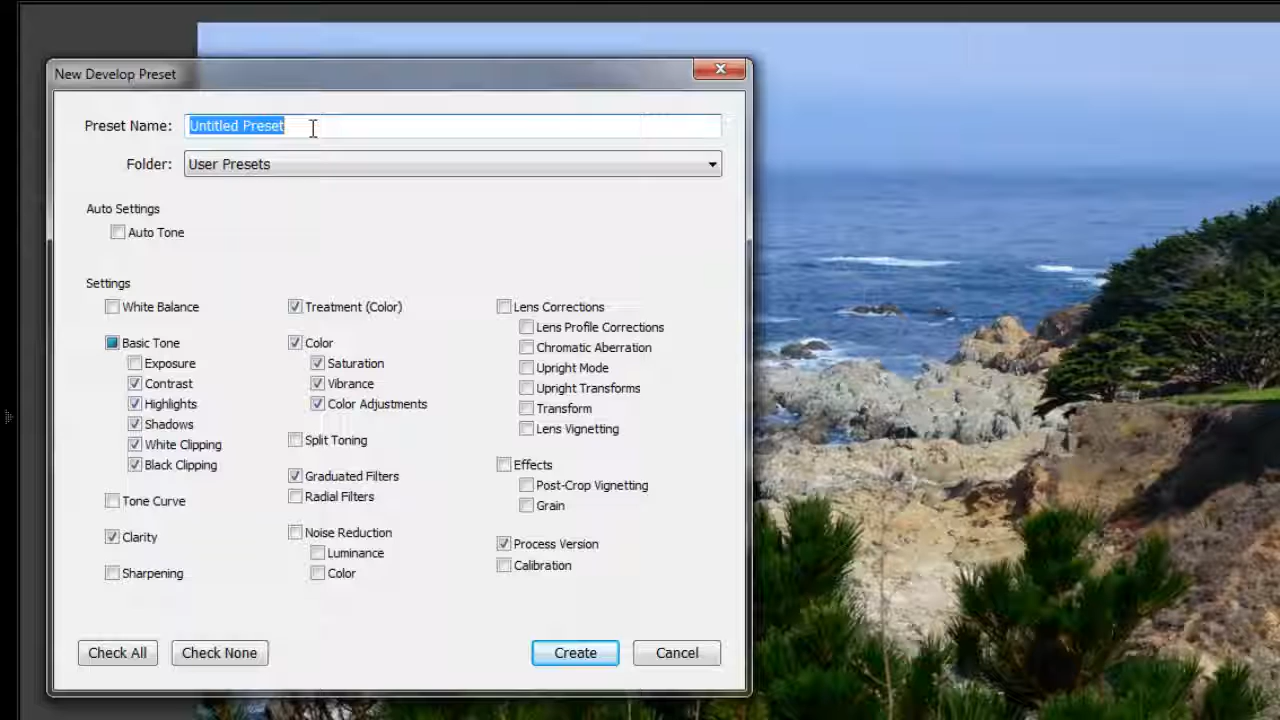 New Develop Preset
Preset Name: Untitled Preset
Folder: User Presets
Auto Settings
Auto Tone
Settings
White Balance
Basic Tone
Exposure
Contrast
Highlights
Shadows
White Clipping
Black Clipping
Tone Curve
Clarity
Sharpening
Treatment (Color)
Color
Saturation
Vibrance
Color Adjustments
Split Toning
Graduated Filters
Radial Filters
Noise Reduction
Luminance
Color
Lens Corrections
Lens Profile Corrections
Chromatic Aberration
Upright Mode
Upright Transforms
Transform
Lens Vignetting
Effects
Post-Crop Vignetting
Grain
Process Version
Calibration
Check All
Check None
Create
Cancel